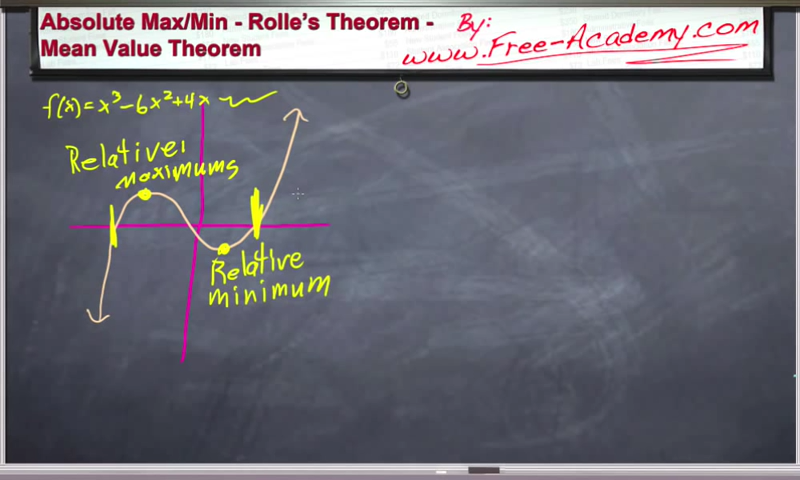 Absolute Max/Min - Rolle's Theorem -
Mean Value Theorem
By:
www.Free-Academy.com
f(x)=x³-6x²+4x
Relative
maximums
Relative
minimum